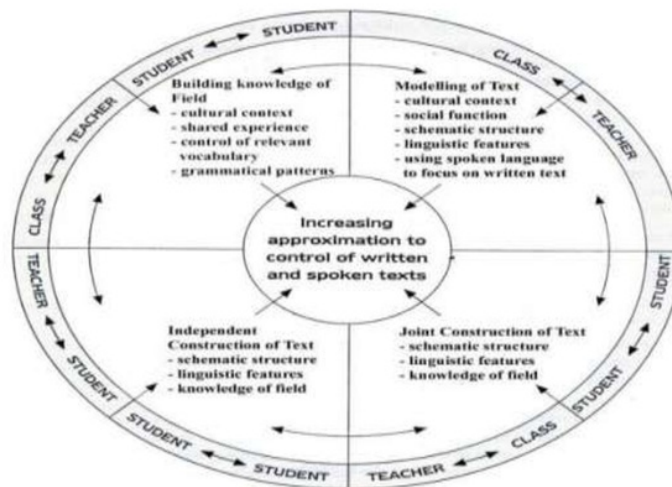 STUDENT
STUDENT
CLASS
TEACHER
TEACHER
CLASS
Building knowledge of
Field
- cultural context
- shared experience
- control of relevant
vocabulary
- grammatical patterns
Modelling of Text
- cultural context
- social function
- schematic structure
- linguistic features
- using spoken language
to focus on written text
Increasing
approximation to
control of written
and spoken texts
Independent
Construction of Text
- schematic structure
- linguistic features
- knowledge of field
Joint Construction of Text
- schematic structure
- linguistic features
- knowledge of field
TEACHER
STUDENT
STUDENT
STUDENT
TEACHER
CLASS
STUDENT
STUDENT